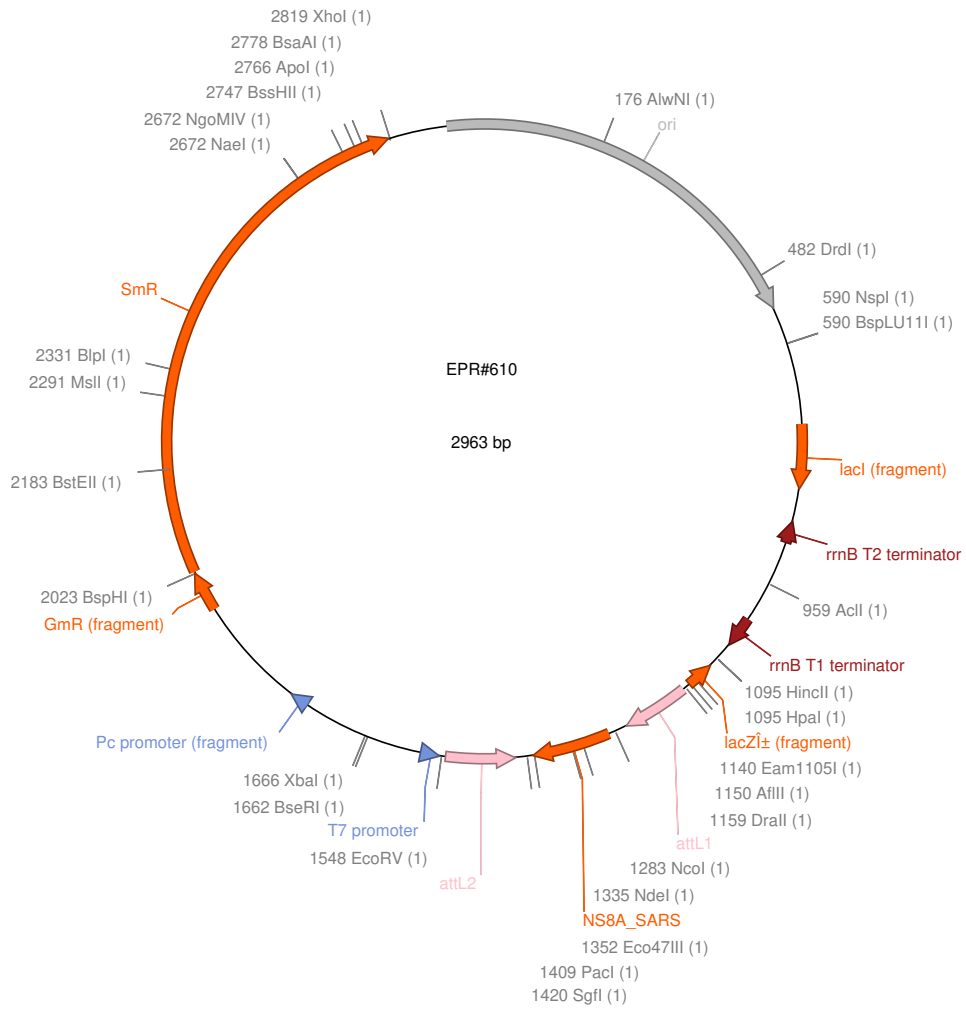 2819 XhoI (1)
2778 BsaAI (1)
2766 ApoI (1)
2747 BssHII (1)
2672 NgoMIV (1)
2672 NaeI (1)
176 AlwNI (1)
ori
482 DrdI (1)
590 NspI (1)
590 BspLU11I (1)
SmR
2331 BlpI (1)
2291 MslI (1)
2183 BstEII (1)
EPR#610
2963 bp
lacI (fragment)
rrnB T2 terminator
959 AclI (1)
2023 BspHI (1)
GmR (fragment)
rrnB T1 terminator
1095 HincII (1)
1095 HpaI (1)
lacZÎ± (fragment)
1140 Eam1105I (1)
1150 AflII (1)
1159 DraII (1)
attL1
Pc promoter (fragment)
1666 XbaI (1)
1662 BseRI (1)
T7 promoter
1548 EcoRV (1)
attL2
1283 NcoI (1)
1335 NdeI (1)
NS8A_SARS
1352 Eco47III (1)
1409 PacI (1)
1420 SgfI (1)